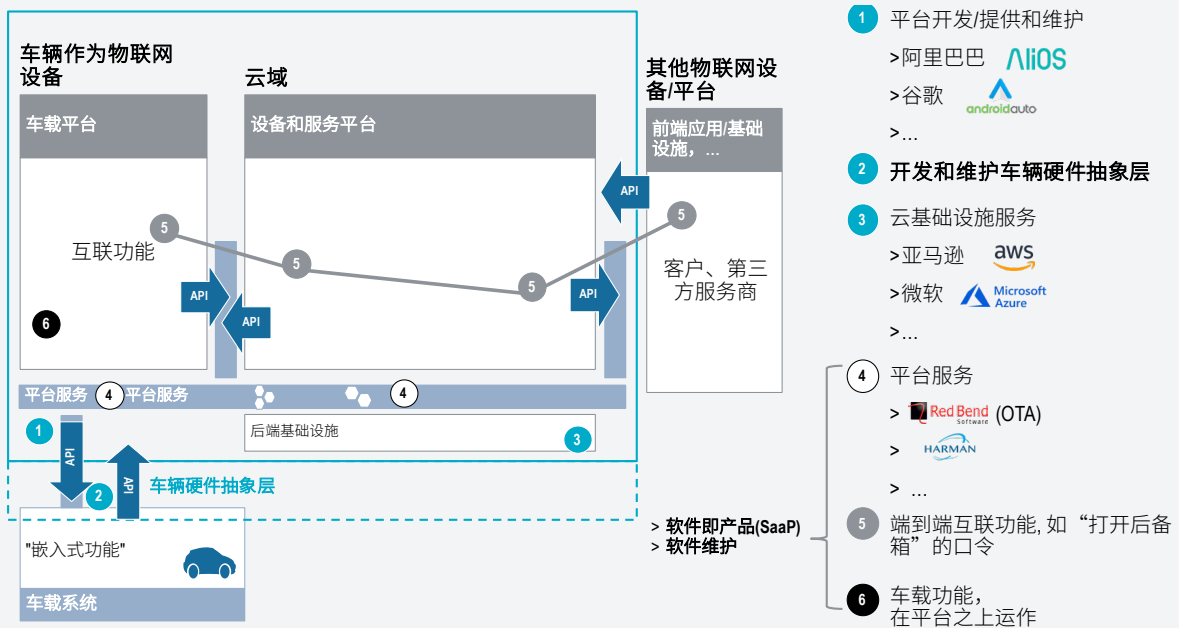 车辆作为物联网
设备
云域
其他物联网设
备/平台
车载平台
设备和服务平台
前端应用/基础
设施，...
API
5
5
互联功能
5
客户、第三
方服务商
5
API
API
API
6
平台服务
4
平台服务
4
1
后端基础设施
3
API
API
2
车辆硬件抽象层
"嵌入式功能"
车载系统
> 软件即产品(SaaP)
> 软件维护
1 平台开发/提供和维护
>阿里巴巴 AliOS
>谷歌 androidauto
>...
2 开发和维护车辆硬件抽象层
3 云基础设施服务
>亚马逊 aws
>微软 Microsoft
Azure
>...
4 平台服务
> Red Bend (OTA)
Software
> HARMAN
> ...
5 端到端互联功能, 如“打开后备
箱”的口令
6 车载功能，
在平台之上运作